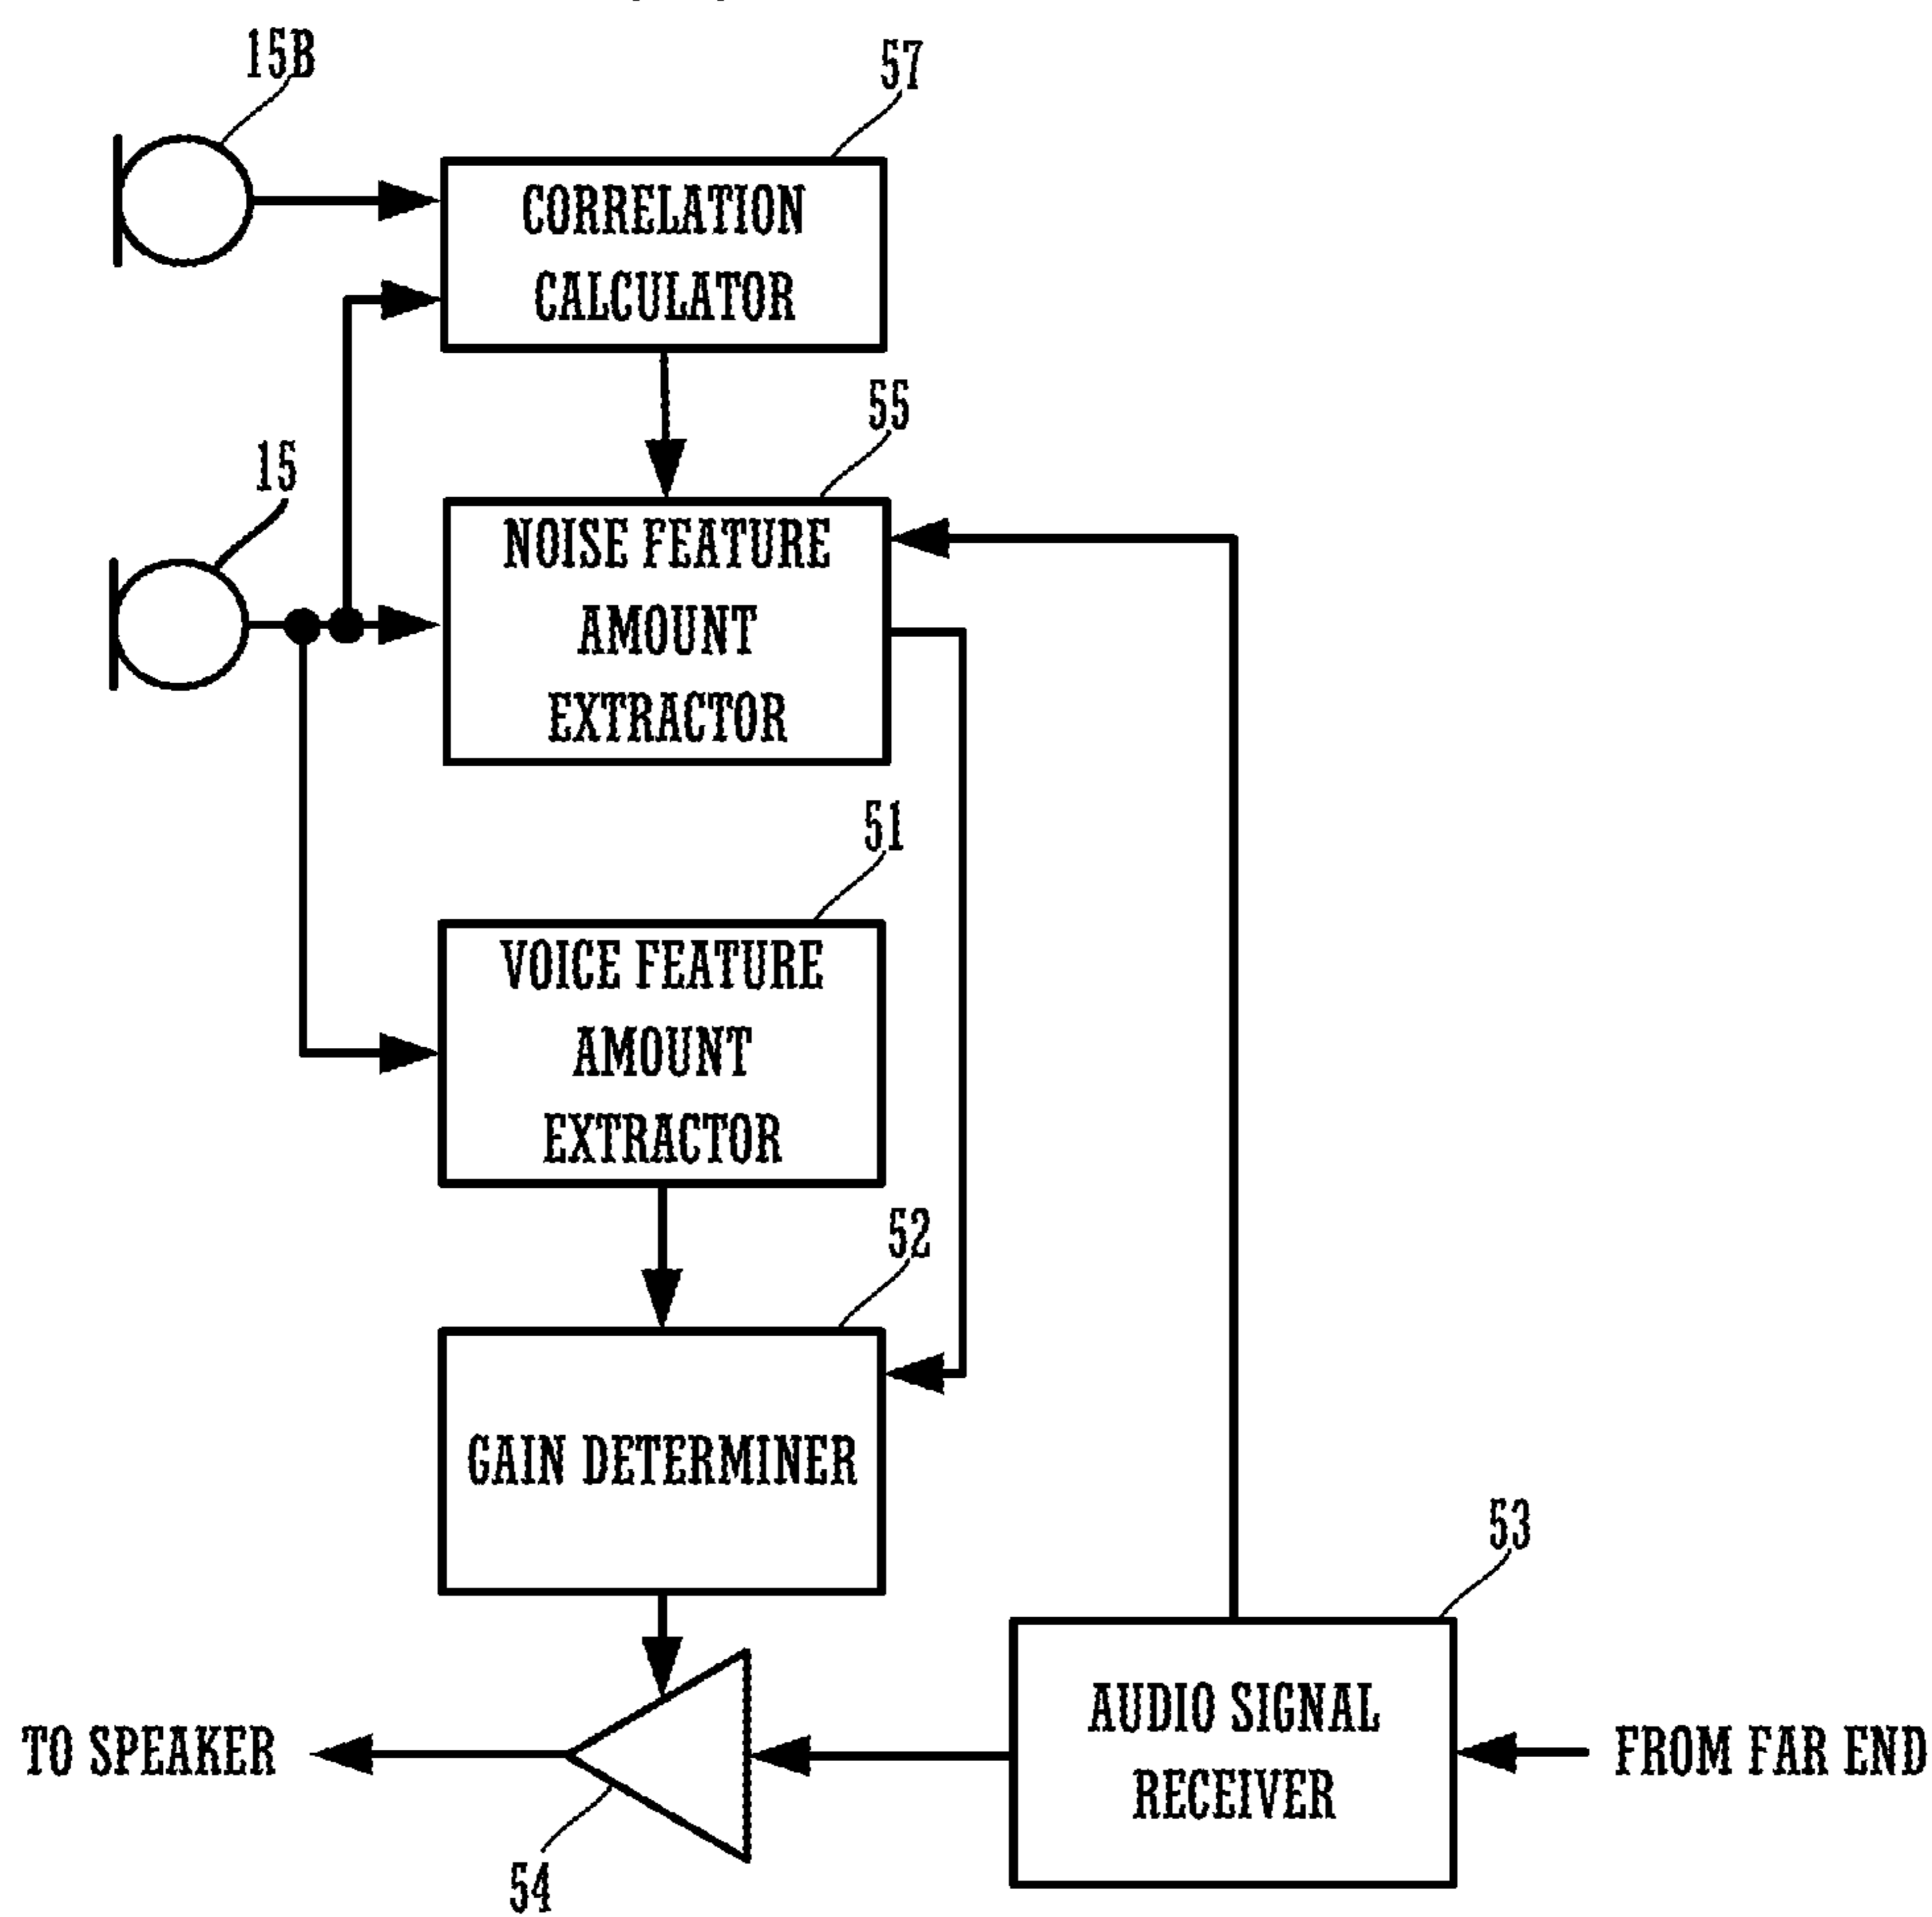 15B
57
CORRELATION
CALCULATOR
55
15
NOISE FEATURE
AMOUNT
EXTRACTOR
51
VOICE FEATURE
AMOUNT
EXTRACTOR
52
GAIN DETERMINER
53
AUDIO SIGNAL
RECEIVER
TO SPEAKER
FROM FAR END
54